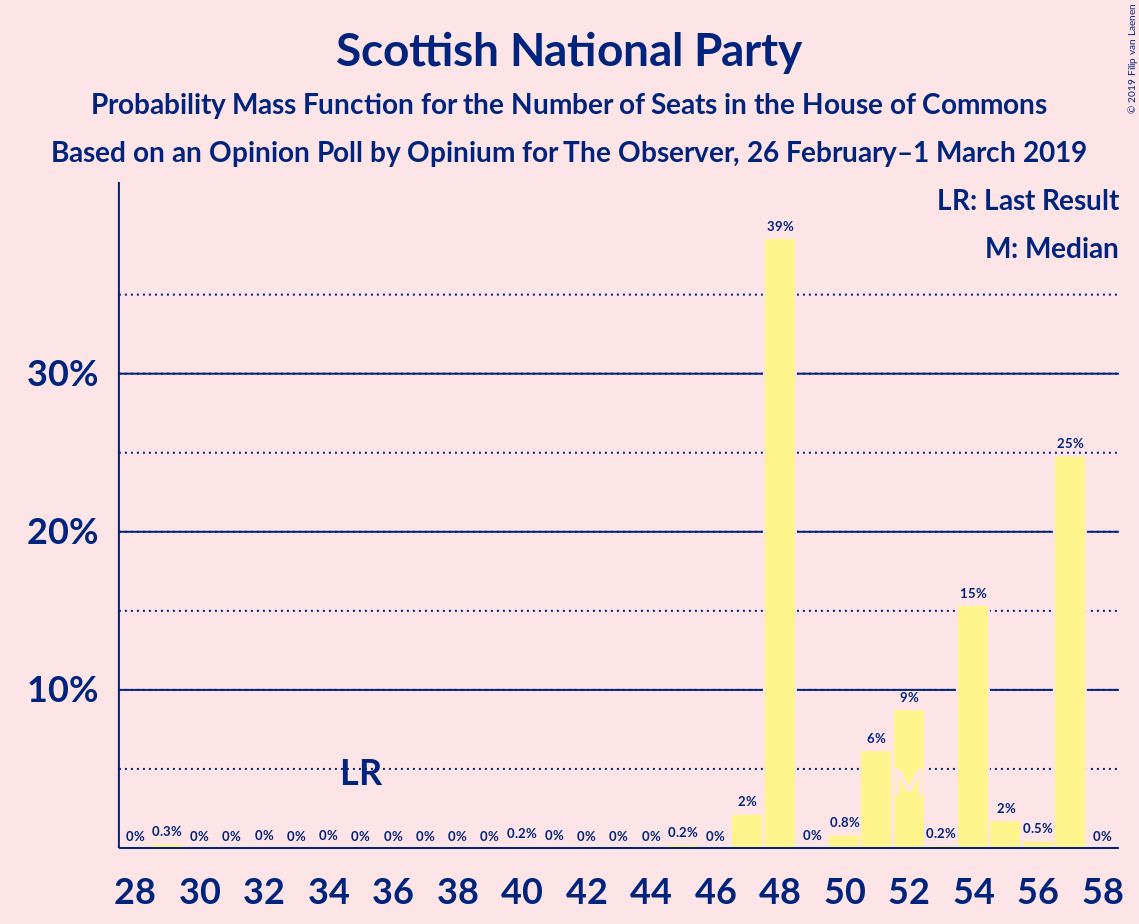 Scottish National Party
Probability Mass Function for the Number of Seats in the House of Commons
Based on an Opinion Poll by Opinium for The Observer, 26 February–1 March 2019
© 2019 Filip van Laenen
LR: Last Result
M: Median
39%
30%
25%
20%
15%
10%
9%
6%
LR
M
2%
2%
0% 0.3% 0% 0% 0% 0% 0% 0% 0% 0% 0% 0% 0.2% 0% 0% 0% 0% 0.2% 0% 0% 0.8% 0.2% 0.5% 0%
28 30 32 34 36 38 40 42 44 46 48 50 52 54 56 58